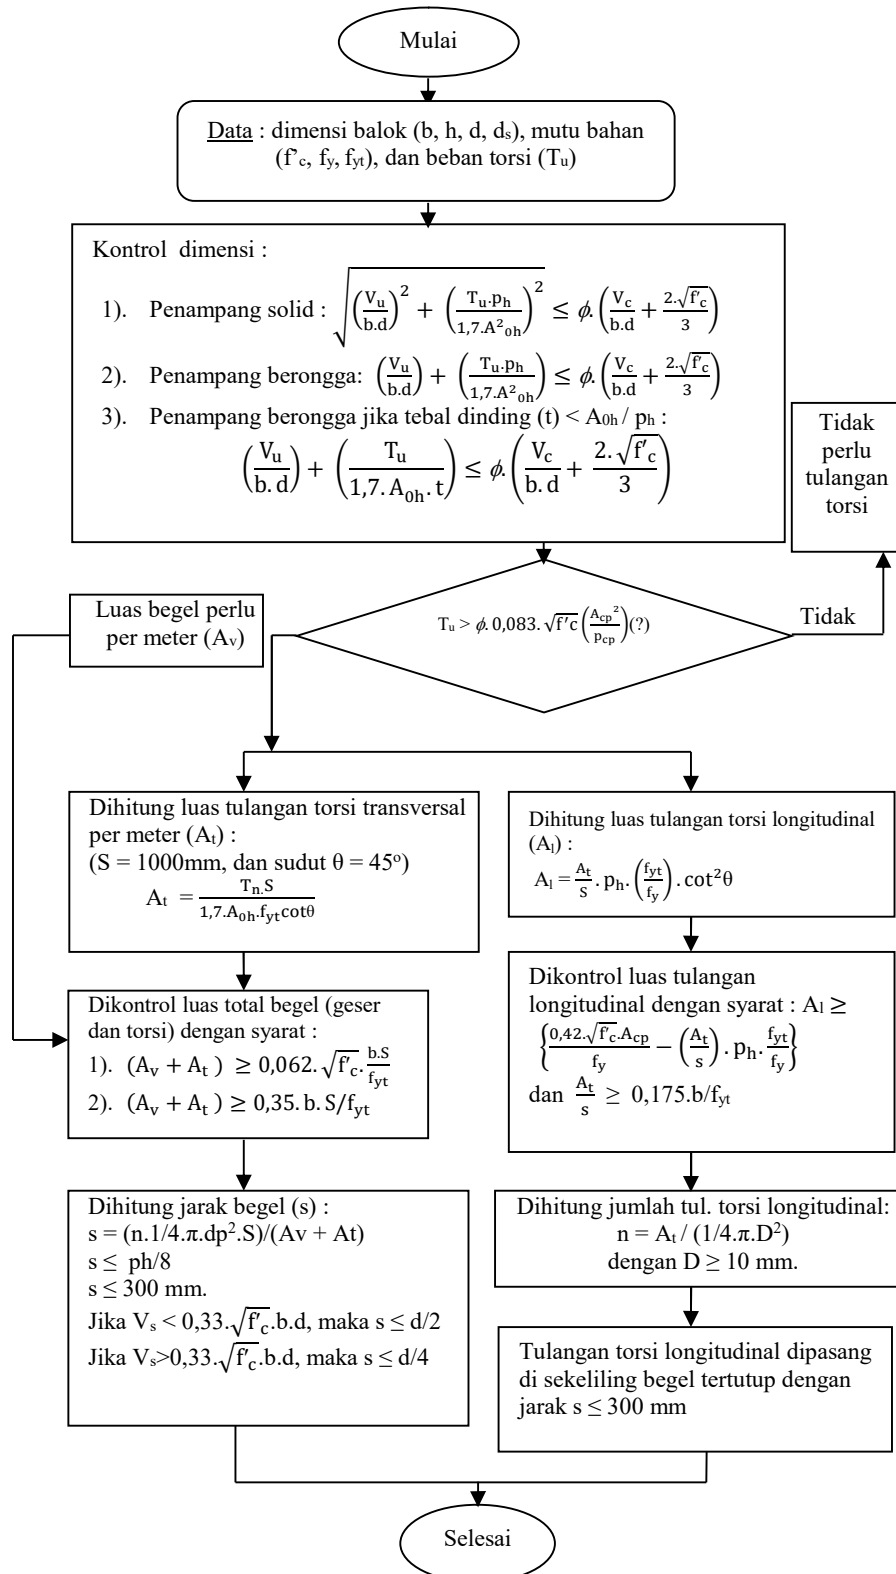 Mulai
Data : dimensi balok (b, h, d, dₛ), mutu bahan
(f'c, fy, fyt), dan beban torsi (Tu)
Kontrol dimensi :
1). Penampang solid : √((Vu/b.d)² + (Tu.ph/1,7.A²0h)²) ≤ ϕ.(Vc/b.d + 2.√f'c/3)
2). Penampang berongga: (Vu/b.d) + (Tu.ph/1,7.A²0h) ≤ ϕ.(Vc/b.d + 2.√f'c/3)
3). Penampang berongga jika tebal dinding (t) < A0h / ph :
(Vu/b.d) + (Tu/1,7.A0h.t) ≤ ϕ.(Vc/b.d + 2.√f'c/3)
Tidak
perlu
tulangan
torsi
Luas begel perlu
per meter (Av)
Tu > ϕ.0,083.√f'c (Acp²/pcp)(?)
Tidak
Dihitung luas tulangan torsi transversal
per meter (At) :
(S = 1000mm, dan sudut θ = 45º)
At = Tn.S/1,7.A0h.fyt cotθ
Dihitung luas tulangan torsi longitudinal
(Al) :
Al = At/S . ph. (fyt/fy) . cot²θ
Dikontrol luas total begel (geser
dan torsi) dengan syarat :
1). (Av + At ) ≥ 0,062.√f'c. b.S/fyt
2). (Av + At ) ≥ 0,35. b. S/fyt
Dikontrol luas tulangan
longitudinal dengan syarat : Al ≥
{0,42.√f'c.Acp/fy − (At/s) . ph. fyt/fy}
dan At/s ≥ 0,175.b/fyt
Dihitung jarak begel (s) :
s = (n.1/4.π.dp².S)/(Av + At)
s ≤ ph/8
s ≤ 300 mm.
Jika Vs < 0,33.√f'c.b.d, maka s ≤ d/2
Jika Vs>0,33.√f'c.b.d, maka s ≤ d/4
Dihitung jumlah tul. torsi longitudinal:
n = At / (1/4.π.D²)
dengan D ≥ 10 mm.
Tulangan torsi longitudinal dipasang
di sekeliling begel tertutup dengan
jarak s ≤ 300 mm
Selesai